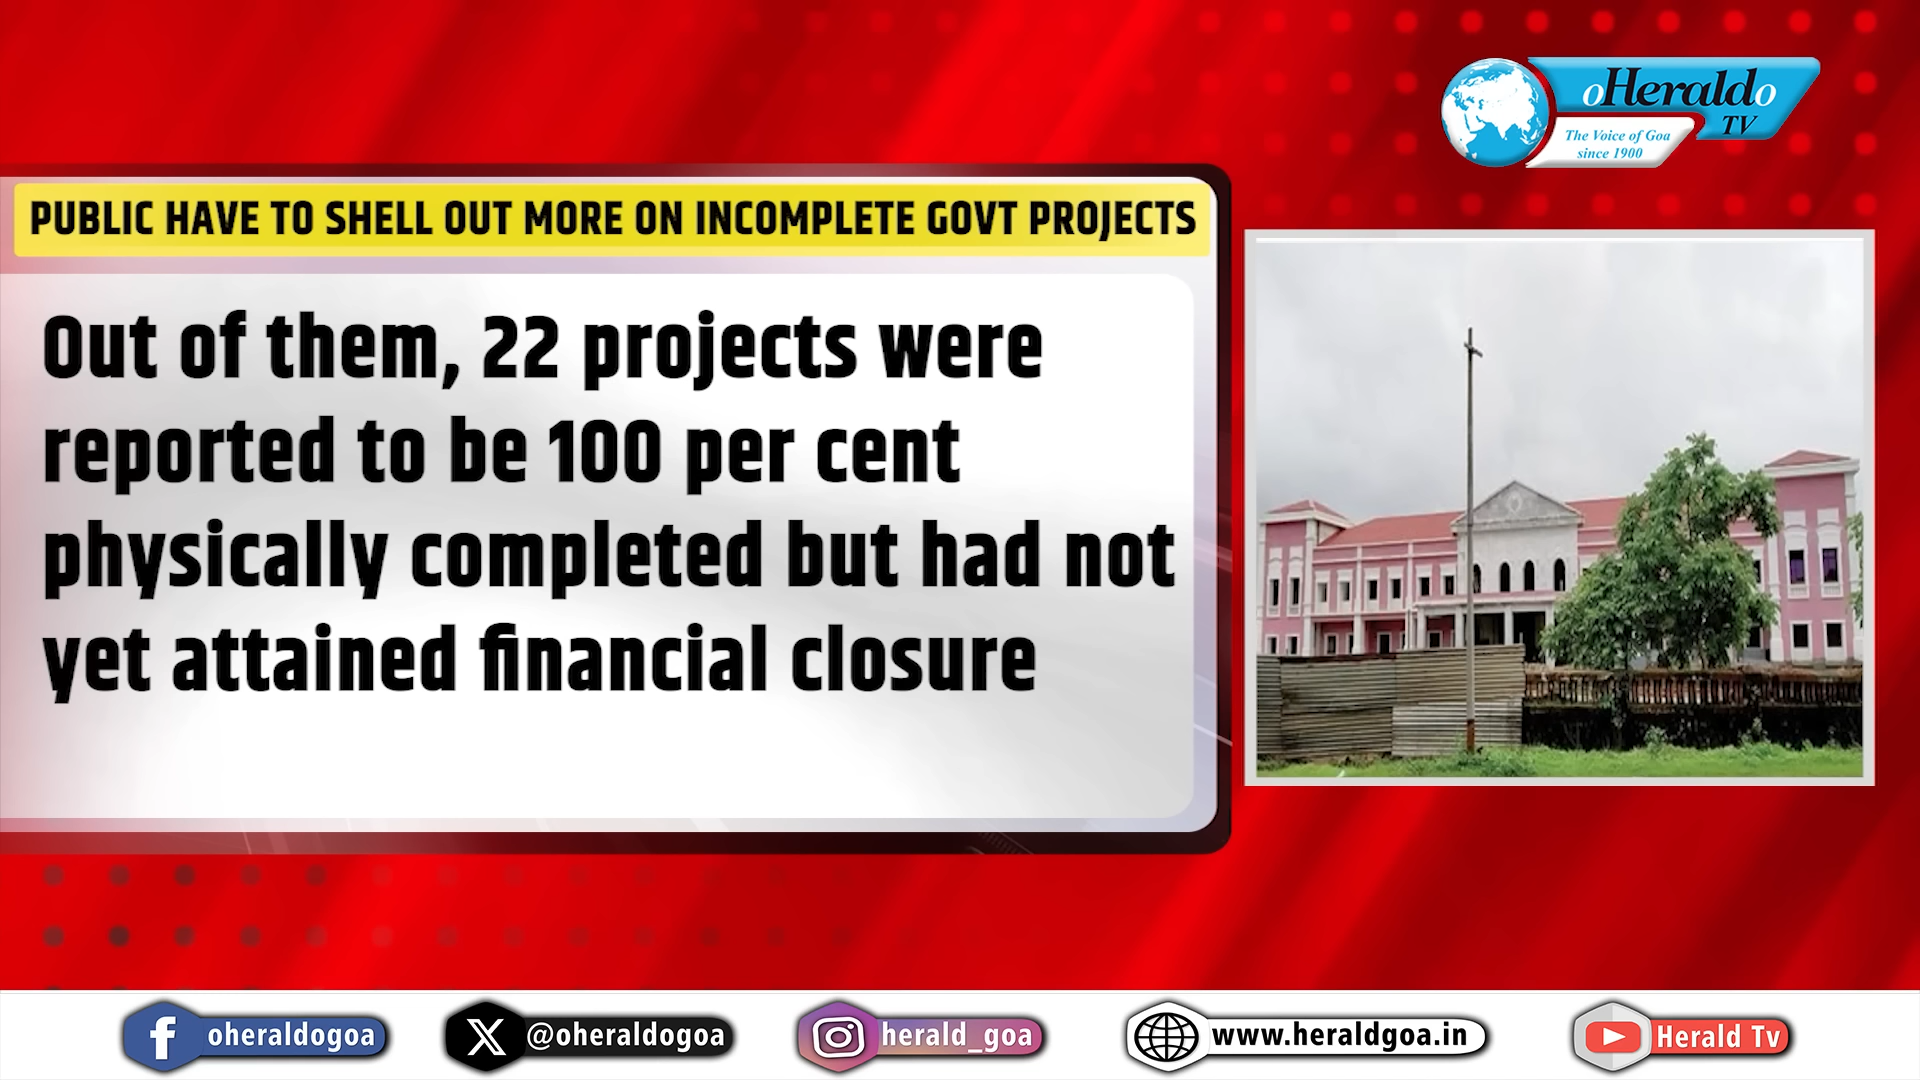 oHeraldo
TV
The Voice of Goa
since 1900
PUBLIC HAVE TO SHELL OUT MORE ON INCOMPLETE GOVT PROJECTS
Out of them, 22 projects were
reported to be 100 per cent
physically completed but had not
yet attained financial closure
oheraldogoa
@oheraldogoa
herald_goa
www.heraldgoa.in
Herald Tv